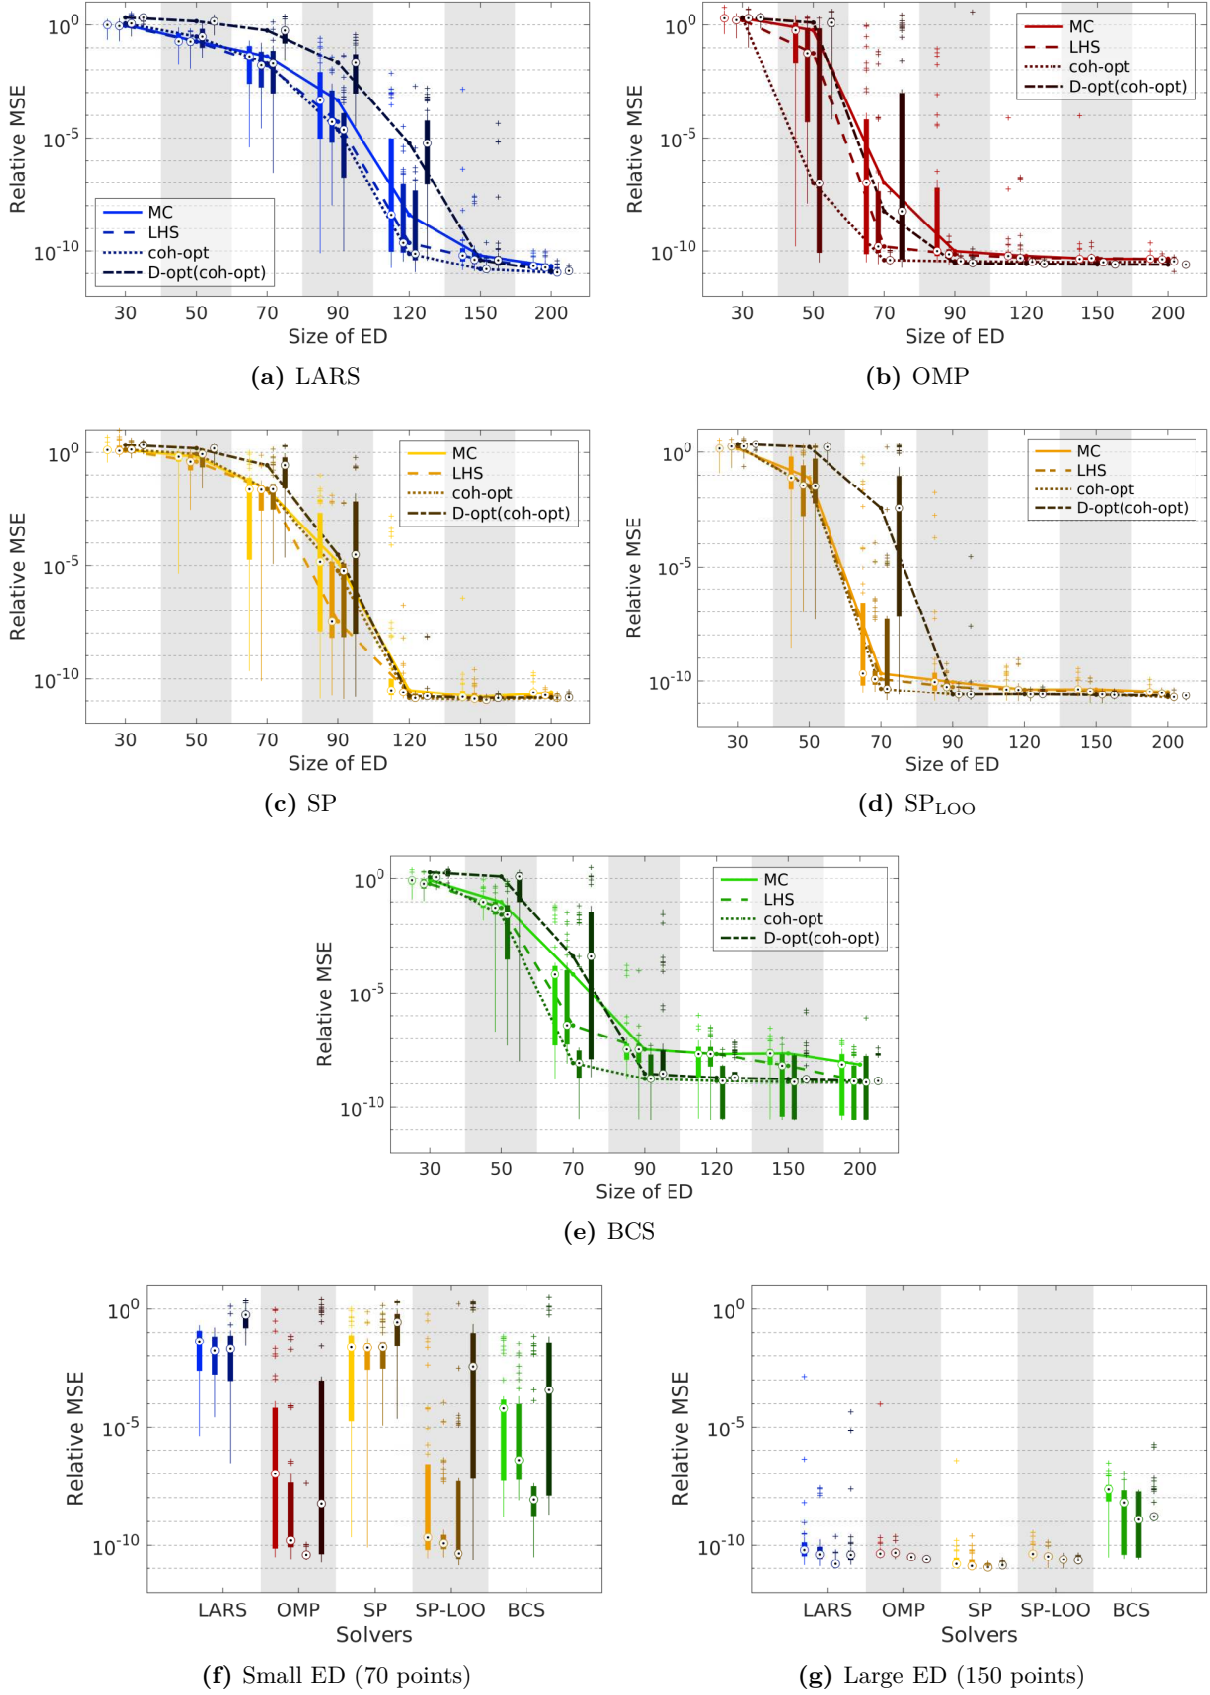 10^0
10^-5
10^-10
Relative MSE
MC
LHS
coh-opt
D-opt(coh-opt)
30 50 70 90 120 150 200
Size of ED
(a) LARS
10^0
10^-5
10^-10
Relative MSE
MC
LHS
coh-opt
D-opt(coh-opt)
30 50 70 90 120 150 200
Size of ED
(b) OMP
10^0
10^-5
10^-10
Relative MSE
MC
LHS
coh-opt
D-opt(coh-opt)
30 50 70 90 120 150 200
Size of ED
(c) SP
10^0
10^-5
10^-10
Relative MSE
MC
LHS
coh-opt
D-opt(coh-opt)
30 50 70 90 120 150 200
Size of ED
(d) SP_LOO
10^0
10^-5
10^-10
Relative MSE
MC
LHS
coh-opt
D-opt(coh-opt)
30 50 70 90 120 150 200
Size of ED
(e) BCS
10^0
10^-5
10^-10
Relative MSE
LARS OMP SP SP-LOO BCS
Solvers
(f) Small ED (70 points)
10^0
10^-5
10^-10
Relative MSE
LARS OMP SP SP-LOO BCS
Solvers
(g) Large ED (150 points)